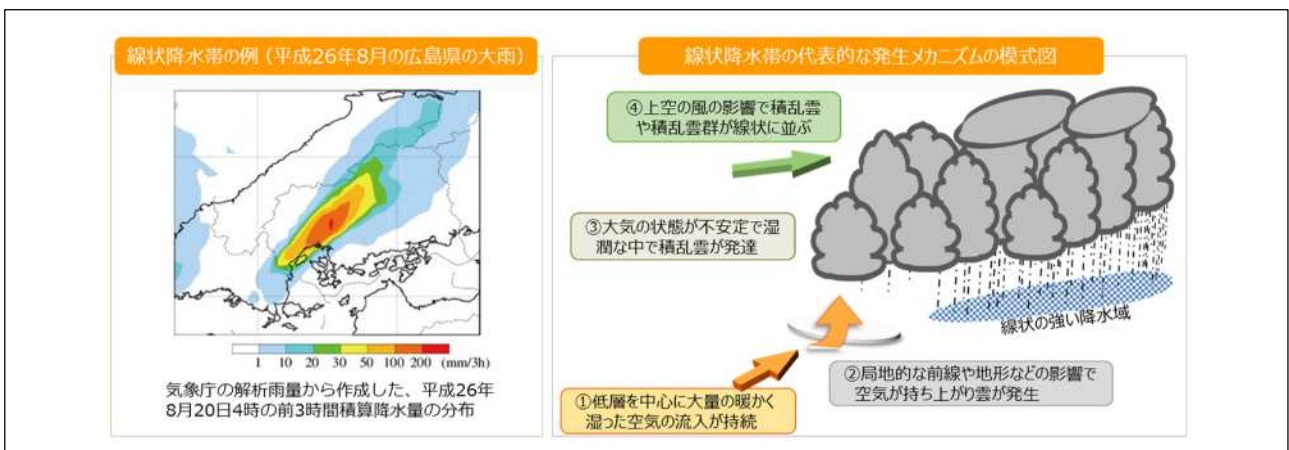 線状降水帯の例（平成26年8月の広島県の大雨）
1 10 20 30 50 100 200 (mm/3h)
気象庁の解析雨量から作成した、平成26年
8月20日4時の前3時間積算降水量の分布
線状降水帯の代表的な発生メカニズムの模式図
④上空の風の影響で積乱雲
や積乱雲群が線状に並ぶ
③大気の状態が不安定で湿
潤な中で積乱雲が発達
線状の強い降水域
②局地的な前線や地形などの影響で
空気が持ち上がり雲が発生
①低層を中心に大量の暖かく
湿った空気の流入が持続